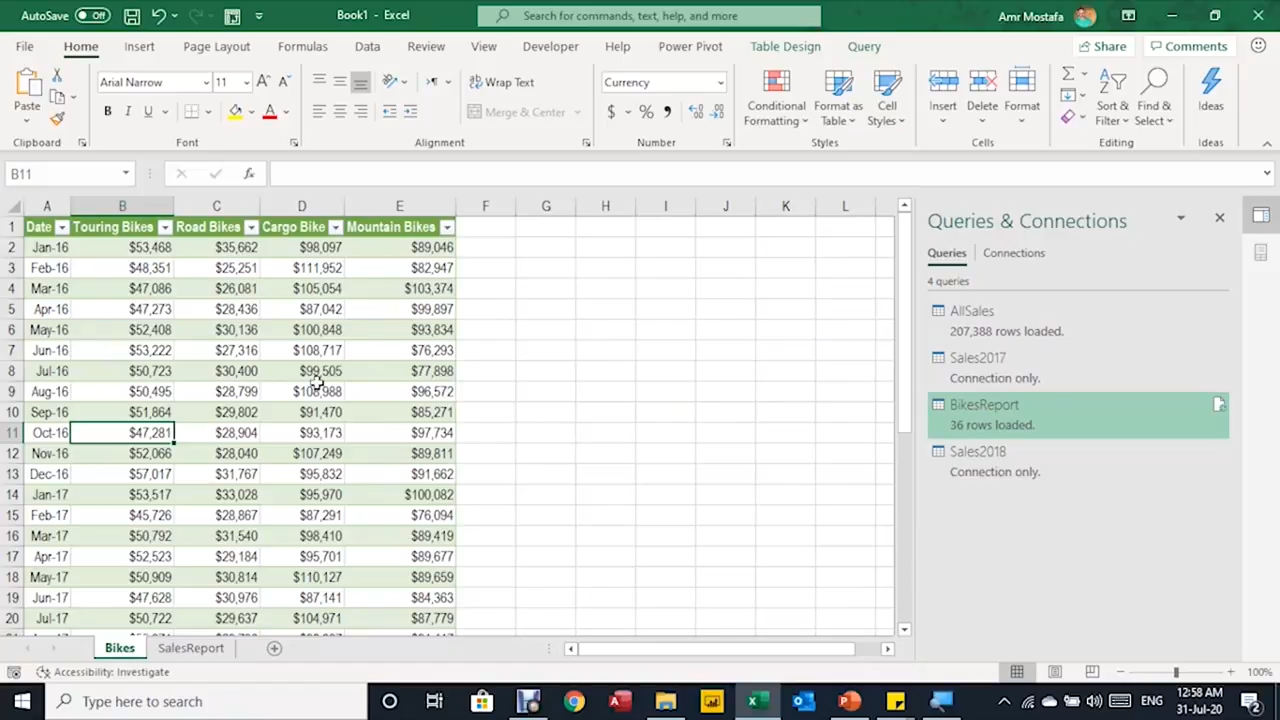 AutoSave Off Book1 - Excel Search for commands, text, help, and more Amr Mostafa
File Home Insert Page Layout Formulas Data Review View Developer Help Power Pivot Table Design Query Share Comments
Paste Arial Narrow 11 Wrap Text Currency Conditional Formatting Format as Table Cell Styles Insert Delete Format Sort & Filter Find & Select Ideas
B I U Merge & Center $ % ,
Clipboard Font Alignment Number Styles Cells Editing Ideas
B11 fx
A B C D E F G H I J K L
1 Date Touring Bikes Road Bikes Cargo Bike Mountain Bikes
2 Jan-16 $53,468 $35,662 $98,097 $89,046
3 Feb-16 $48,351 $25,251 $111,952 $82,947
4 Mar-16 $47,086 $26,081 $105,054 $103,374
5 Apr-16 $47,273 $28,436 $87,042 $99,897
6 May-16 $52,408 $30,136 $100,848 $93,834
7 Jun-16 $53,222 $27,316 $108,717 $76,293
8 Jul-16 $50,723 $30,400 $99,505 $77,898
9 Aug-16 $50,495 $28,799 $108,988 $96,572
10 Sep-16 $51,864 $29,802 $91,470 $85,271
11 Oct-16 $47,281 $28,904 $93,173 $97,734
12 Nov-16 $52,066 $28,040 $107,249 $89,811
13 Dec-16 $57,017 $31,767 $95,832 $91,662
14 Jan-17 $53,517 $33,028 $95,970 $100,082
15 Feb-17 $45,726 $28,867 $87,291 $76,094
16 Mar-17 $50,792 $31,540 $98,410 $89,419
17 Apr-17 $52,523 $29,184 $95,701 $89,677
18 May-17 $50,909 $30,814 $110,127 $89,659
19 Jun-17 $47,628 $30,976 $87,141 $84,363
20 Jul-17 $50,722 $29,637 $104,971 $87,779
Queries & Connections
Queries Connections
4 queries
AllSales
207,388 rows loaded.
Sales2017
Connection only.
BikesReport
36 rows loaded.
Sales2018
Connection only.
Bikes SalesReport
Accessibility: Investigate 100%
Type here to search ENG 12:58 AM
31-Jul-20 2